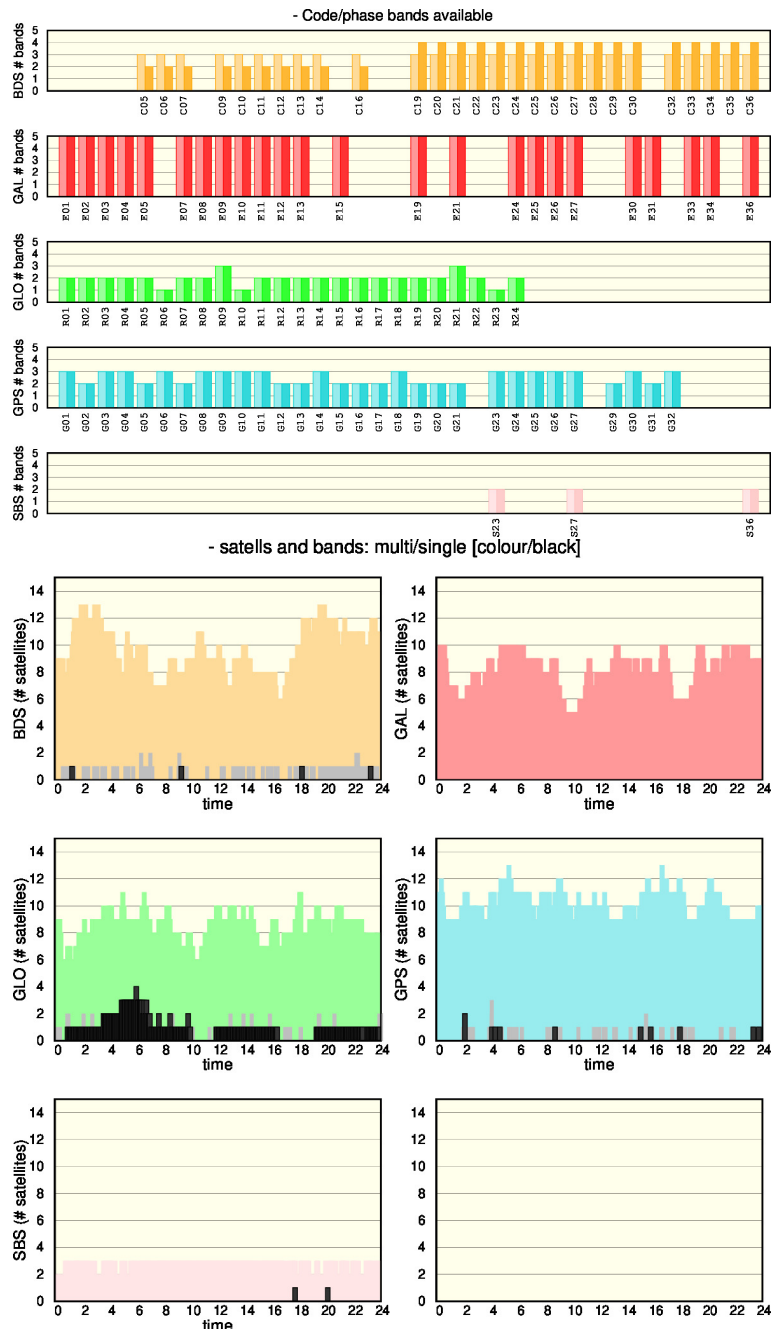 - Code/phase bands available
BDS # bands
5
4
3
2
1
0
C05 C06 C07 C09 C10 C11 C12 C13 C14 C16 C19 C20 C21 C22 C23 C24 C25 C26 C27 C28 C29 C30 C32 C33 C34 C35 C36
GAL # bands
5
4
3
2
1
0
E01 E02 E03 E04 E05 E07 E08 E09 E10 E11 E12 E13 E15 E19 E21 E24 E25 E26 E27 E30 E31 E33 E34 E36
GLO # bands
5
4
3
2
1
0
R01 R02 R03 R04 R05 R06 R07 R08 R09 R10 R11 R12 R13 R14 R15 R16 R17 R18 R19 R20 R21 R22 R23 R24
GPS # bands
5
4
3
2
1
0
G01 G02 G03 G04 G05 G06 G07 G08 G09 G10 G11 G12 G13 G14 G15 G16 G17 G18 G19 G20 G21 G23 G24 G25 G26 G27 G29 G30 G31 G32
SBS # bands
5
4
3
2
1
0
S23 S27 S36
- satells and bands: multi/single [colour/black]
BDS (# satellites)
14
12
10
8
6
4
2
0
0 2 4 6 8 10 12 14 16 18 20 22 24
time
GAL (# satellites)
14
12
10
8
6
4
2
0
0 2 4 6 8 10 12 14 16 18 20 22 24
time
GLO (# satellites)
14
12
10
8
6
4
2
0
0 2 4 6 8 10 12 14 16 18 20 22 24
time
GPS (# satellites)
14
12
10
8
6
4
2
0
0 2 4 6 8 10 12 14 16 18 20 22 24
time
SBS (# satellites)
14
12
10
8
6
4
2
0
0 2 4 6 8 10 12 14 16 18 20 22 24
time
14
12
10
8
6
4
2
0
0 2 4 6 8 10 12 14 16 18 20 22 24